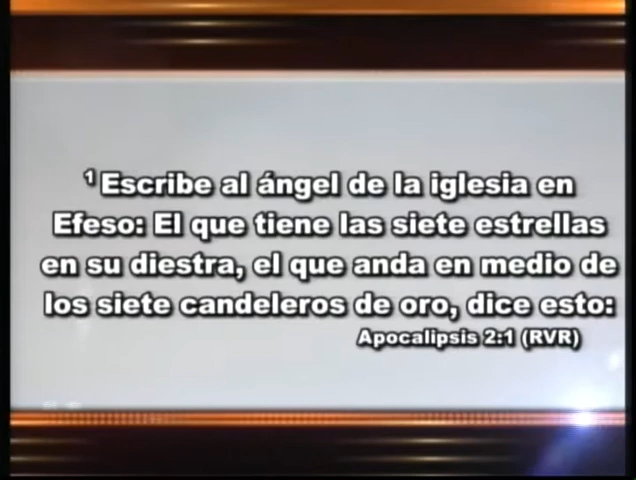 ¹ Escribe al ángel de la iglesia en
Efeso: El que tiene las siete estrellas
en su diestra, el que anda en medio de
los siete candeleros de oro, dice esto:
Apocalipsis 2:1 (RVR)